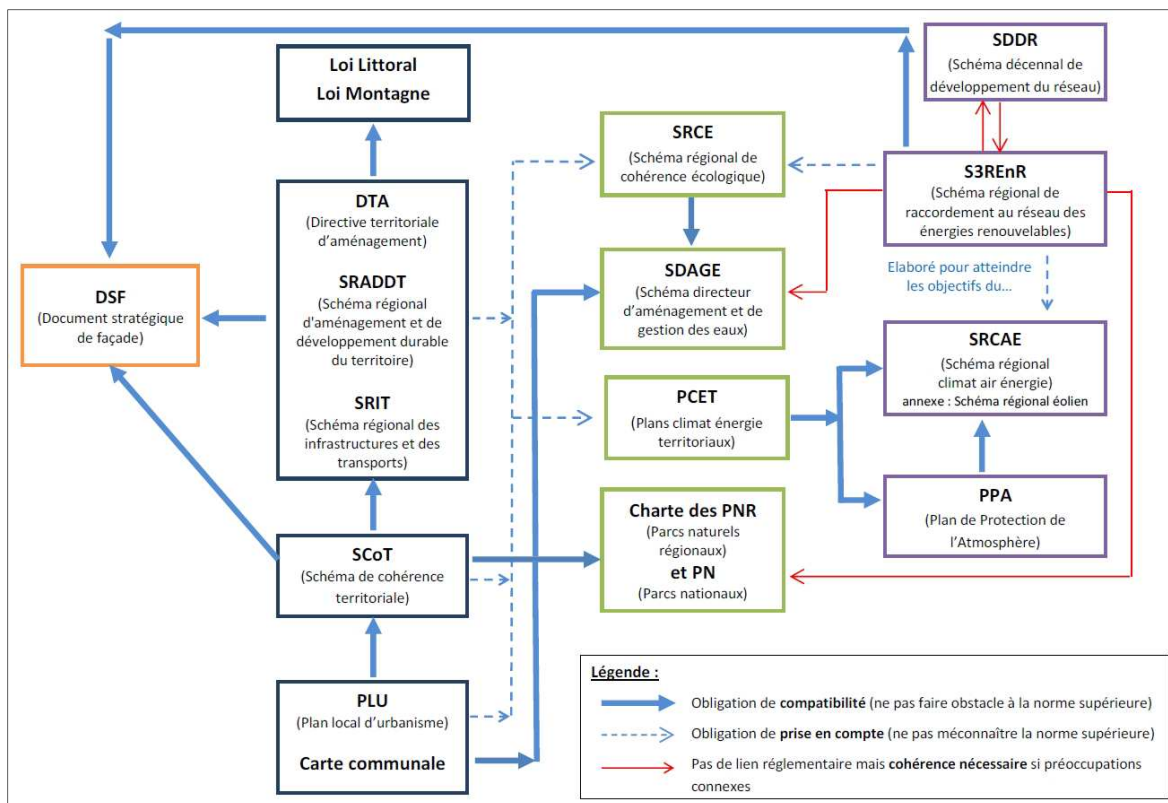 Loi Littoral
Loi Montagne
DTA
(Directive territoriale
d'aménagement)
SRADDT
(Schéma régional
d'aménagement et de
développement durable
du territoire)
SRIT
(Schéma régional des
infrastructures et des
transports)
DSF
(Document stratégique
de façade)
SCoT
(Schéma de cohérence
territoriale)
PLU
(Plan local d'urbanisme)
Carte communale
SRCE
(Schéma régional de
cohérence écologique)
SDAGE
(Schéma directeur
d'aménagement et de
gestion des eaux)
PCET
(Plans climat énergie
territoriaux)
Charte des PNR
(Parcs naturels
régionaux)
et PN
(Parcs nationaux)
SDDR
(Schéma décennal de
développement du réseau)
S3REnR
(Schéma régional de
raccordement au réseau des
énergies renouvelables)
Elaboré pour atteindre
les objectifs du...
SRCAE
(Schéma régional
climat air énergie)
annexe : Schéma régional éolien
PPA
(Plan de Protection de
l'Atmosphère)
Légende :
Obligation de compatibilité (ne pas faire obstacle à la norme supérieure)
Obligation de prise en compte (ne pas méconnaître la norme supérieure)
Pas de lien réglementaire mais cohérence nécessaire si préoccupations
connexes